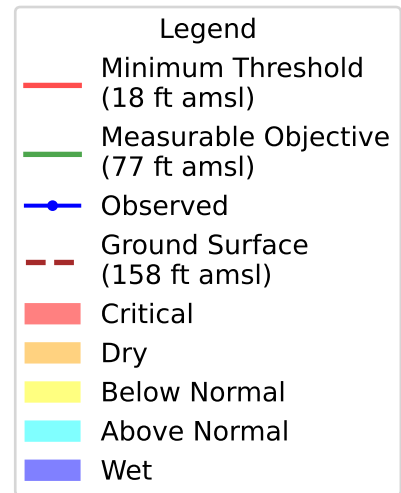 Legend
Minimum Threshold
(18 ft amsl)
Measurable Objective
(77 ft amsl)
Observed
Ground Surface
(158 ft amsl)
Critical
Dry
Below Normal
Above Normal
Wet